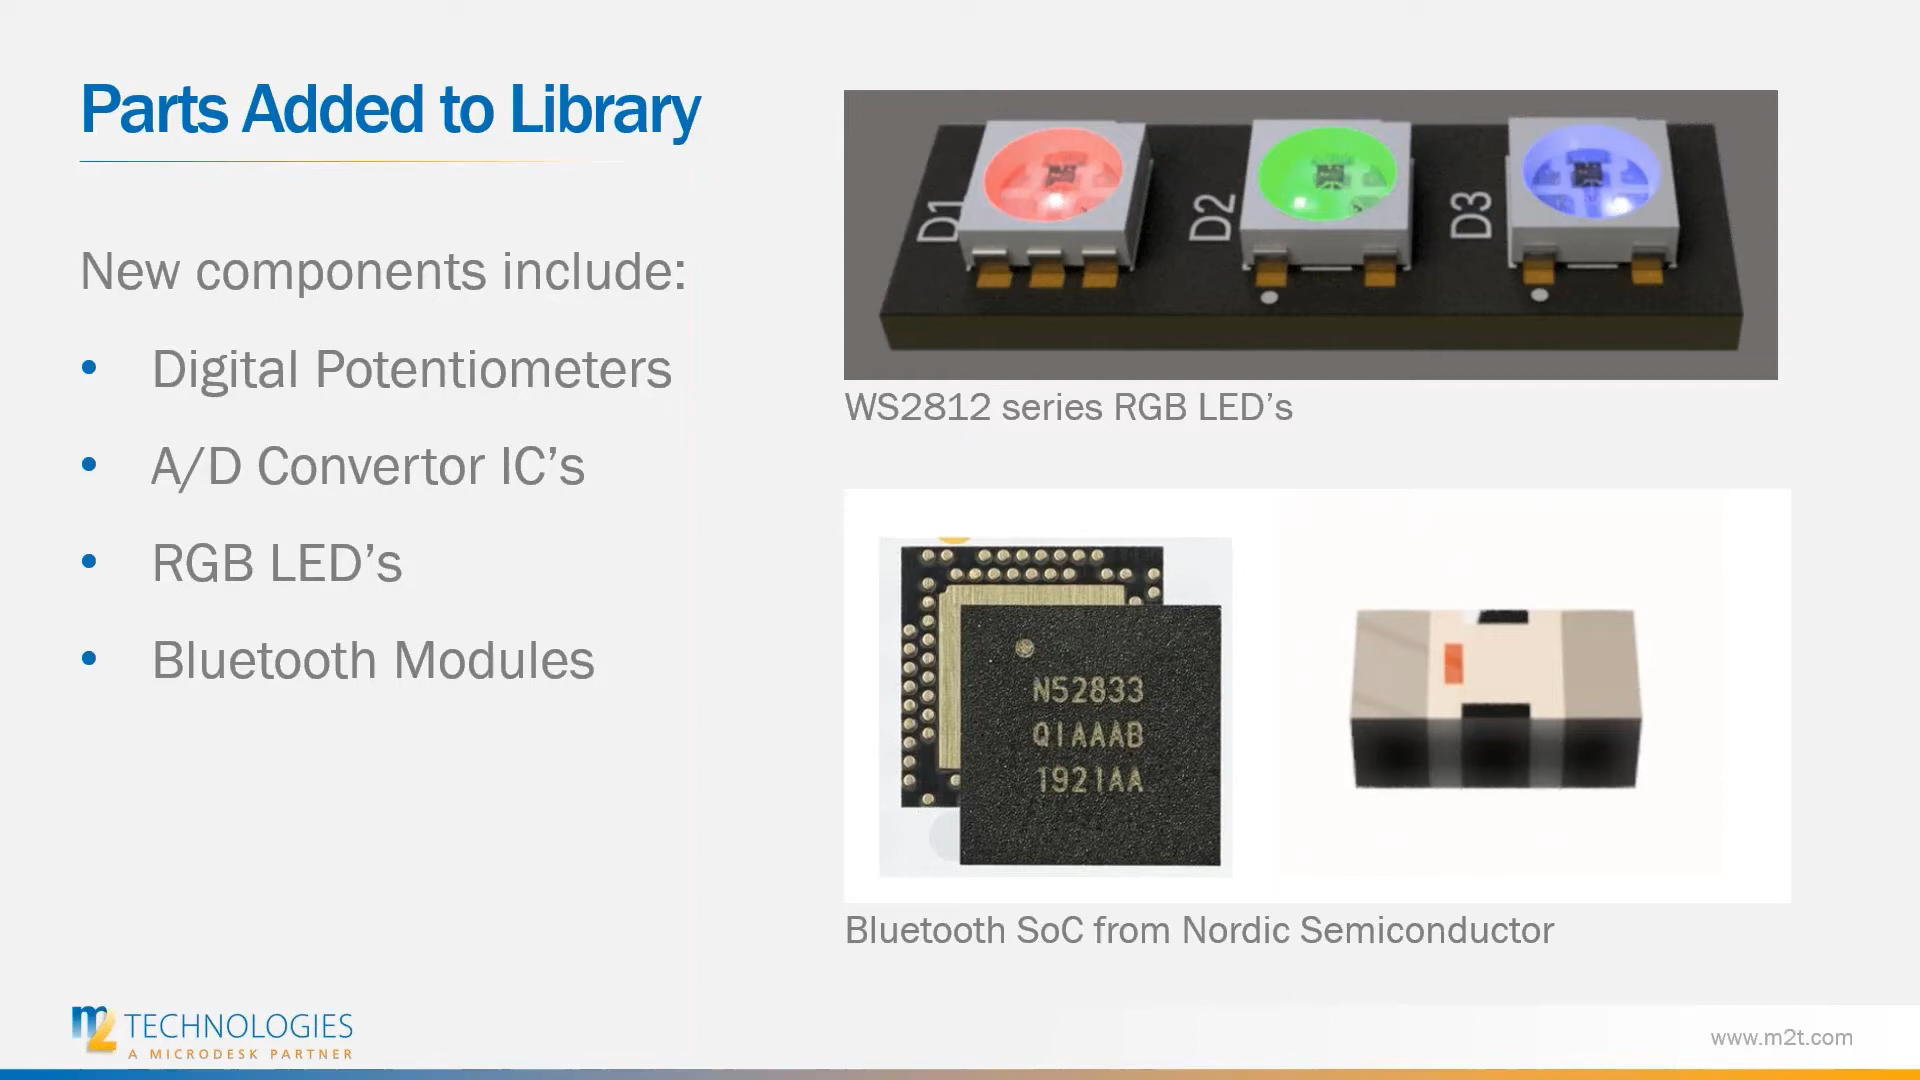 Parts Added to Library
New components include:
• Digital Potentiometers
• A/D Convertor IC’s
• RGB LED’s
• Bluetooth Modules
D1
D2
D3
WS2812 series RGB LED’s
N52833
QIAAAB
1921AA
Bluetooth SoC from Nordic Semiconductor
m2 TECHNOLOGIES
A MICRODESK PARTNER
www.m2t.com